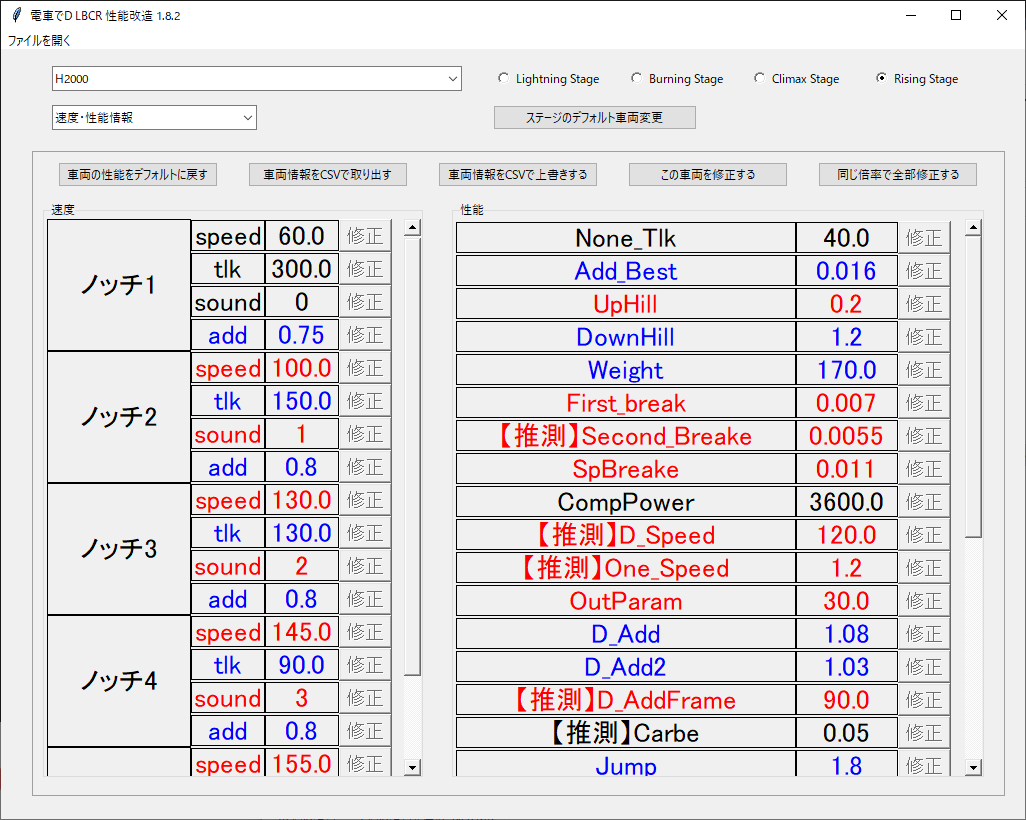 電車でD LBCR 性能改造 1.8.2
ファイルを開く
H2000
Lightning Stage
Burning Stage
Climax Stage
Rising Stage
速度・性能情報
ステージのデフォルト車両変更
車両の性能をデフォルトに戻す
車両情報をCSVで取り出す
車両情報をCSVで上書きする
この車両を修正する
同じ倍率で全部修正する
速度
ノッチ1
speed 60.0 修正
tlk 300.0 修正
sound 0 修正
add 0.75 修正
ノッチ2
speed 100.0 修正
tlk 150.0 修正
sound 1 修正
add 0.8 修正
ノッチ3
speed 130.0 修正
tlk 130.0 修正
sound 2 修正
add 0.8 修正
ノッチ4
speed 145.0 修正
tlk 90.0 修正
sound 3 修正
add 0.8 修正
speed 155.0 修正
性能
None_Tlk 40.0 修正
Add_Best 0.016 修正
UpHill 0.2 修正
DownHill 1.2 修正
Weight 170.0 修正
First_break 0.007 修正
【推測】Second_Breake 0.0055 修正
SpBreake 0.011 修正
CompPower 3600.0 修正
【推測】D_Speed 120.0 修正
【推測】One_Speed 1.2 修正
OutParam 30.0 修正
D_Add 1.08 修正
D_Add2 1.03 修正
【推測】D_AddFrame 90.0 修正
【推測】Carbe 0.05 修正
Jump 1.8 修正